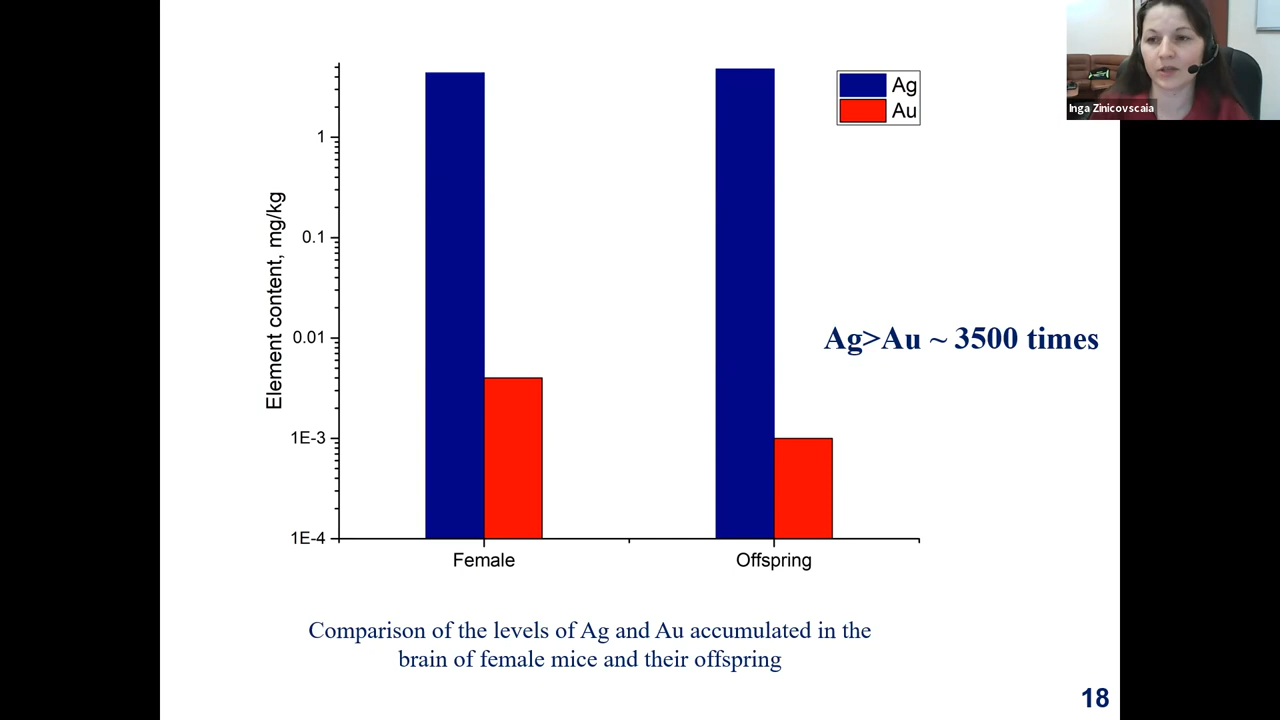 Inga Zinicovscaia
Ag
Au
1
0.1
0.01
1E-3
1E-4
Element content, mg/kg
Female
Offspring
Ag>Au ~ 3500 times
Comparison of the levels of Ag and Au accumulated in the
brain of female mice and their offspring
18